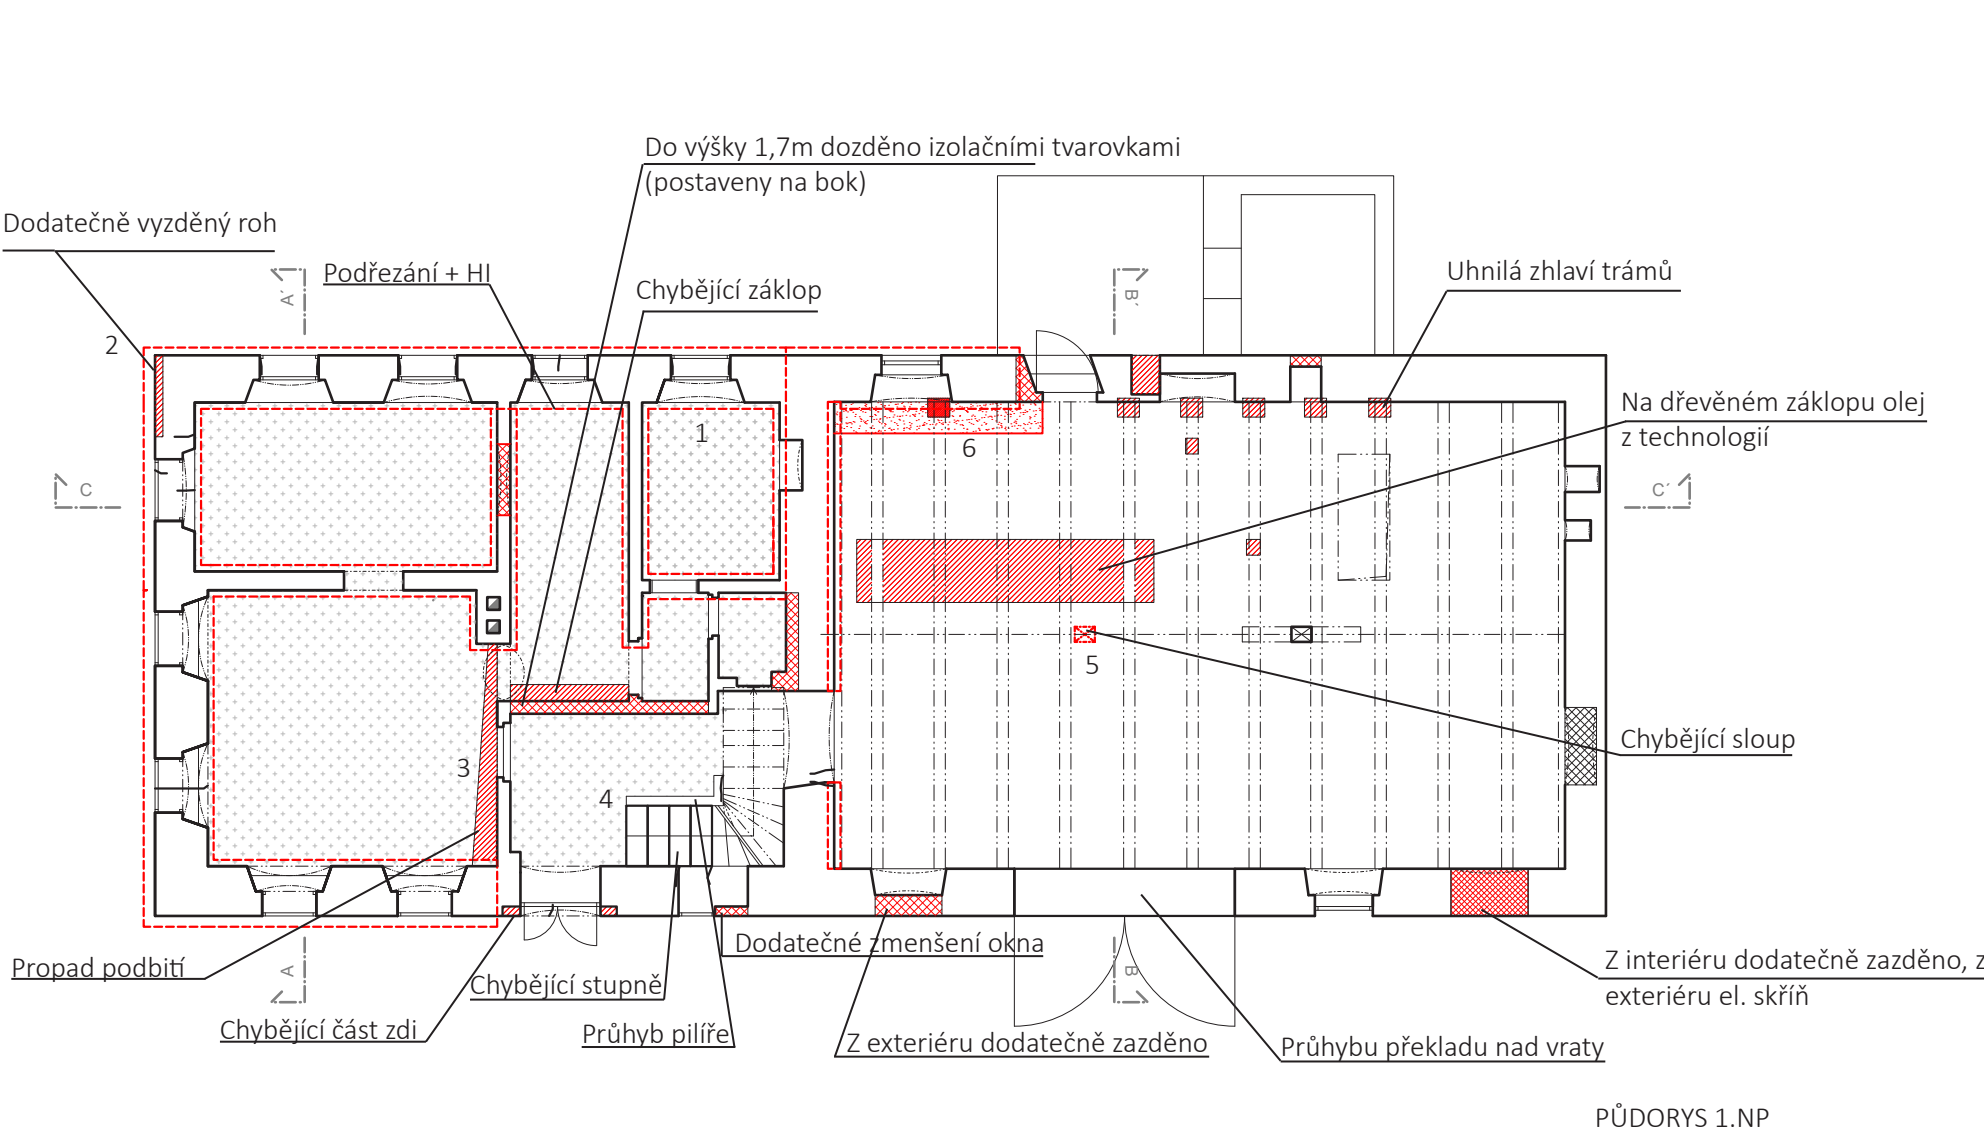 Do výšky 1,7m dozděno izolačními tvarovkami
(postaveny na bok)
Dodatečně vyzděný roh
Podřezání + HI
Chybějící záklop
Uhnilá zhlaví trámů
A´
B´
2
Na dřevěném záklopu olej
z technologií
1
6
C
C´
5
Chybějící sloup
3
4
Dodatečné zmenšení okna
Propad podbití
A
B
Z interiéru dodatečně zazděno, z
exteriéru el. skříň
Chybějící stupně
Chybějící část zdi
Průhyb pilíře
Z exteriéru dodatečně zazděno
Průhybu překladu nad vraty
PŮDORYS 1.NP